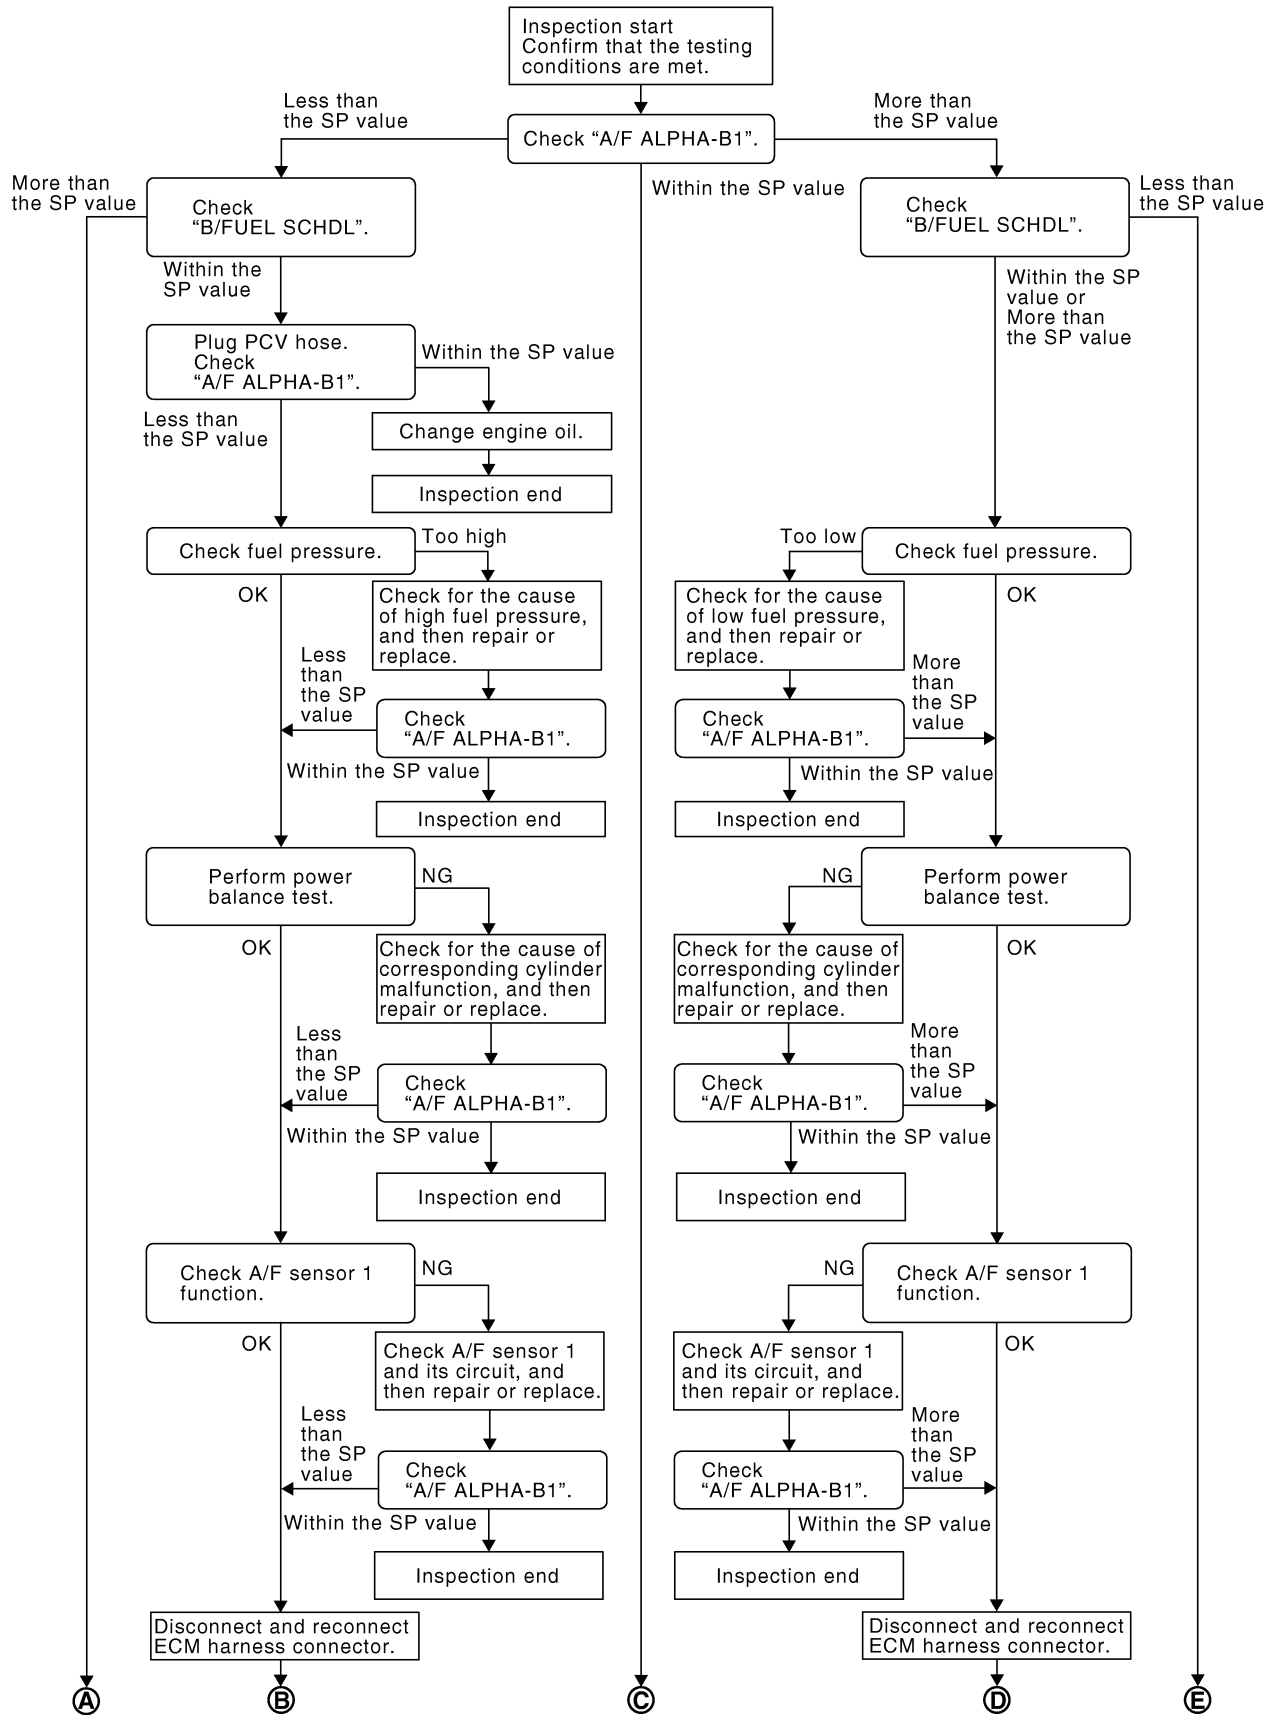 Inspection start
Confirm that the testing
conditions are met.
Less than
the SP value
More than
the SP value
Check “A/F ALPHA-B1”.
More than
the SP value
Check
“B/FUEL SCHDL”.
Within the SP value
Check
“B/FUEL SCHDL”.
Less than
the SP value
Within the
SP value
Within the SP
value or
More than
the SP value
Plug PCV hose.
Check
“A/F ALPHA-B1”.
Within the SP value
Less than
the SP value
Change engine oil.
Inspection end
Check fuel pressure.
Too high
Too low
Check fuel pressure.
OK
Check for the cause
of high fuel pressure,
and then repair or
replace.
Check for the cause
of low fuel pressure,
and then repair or
replace.
OK
Less
than
the SP
value
Check
“A/F ALPHA-B1”.
Check
“A/F ALPHA-B1”.
More
than
the SP
value
Within the SP value
Within the SP value
Inspection end
Inspection end
Perform power
balance test.
NG
NG
Perform power
balance test.
OK
Check for the cause of
corresponding cylinder
malfunction, and then
repair or replace.
Check for the cause of
corresponding cylinder
malfunction, and then
repair or replace.
OK
Less
than
the SP
value
Check
“A/F ALPHA-B1”.
Check
“A/F ALPHA-B1”.
More
than
the SP
value
Within the SP value
Within the SP value
Inspection end
Inspection end
Check A/F sensor 1
function.
NG
NG
Check A/F sensor 1
function.
OK
Check A/F sensor 1
and its circuit, and
then repair or replace.
Check A/F sensor 1
and its circuit, and
then repair or replace.
OK
Less
than
the SP
value
Check
“A/F ALPHA-B1”.
Check
“A/F ALPHA-B1”.
More
than
the SP
value
Within the SP value
Within the SP value
Inspection end
Inspection end
Disconnect and reconnect
ECM harness connector.
Disconnect and reconnect
ECM harness connector.
A
B
C
D
E